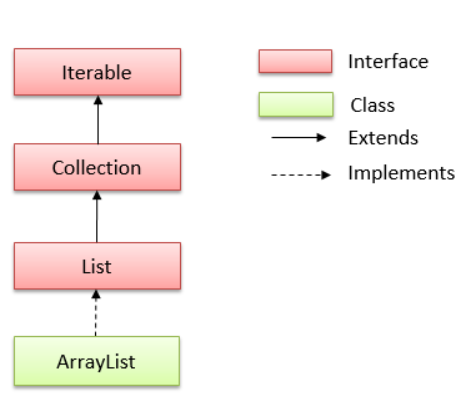 Iterable
Collection
List
ArrayList
Interface
Class
Extends
Implements